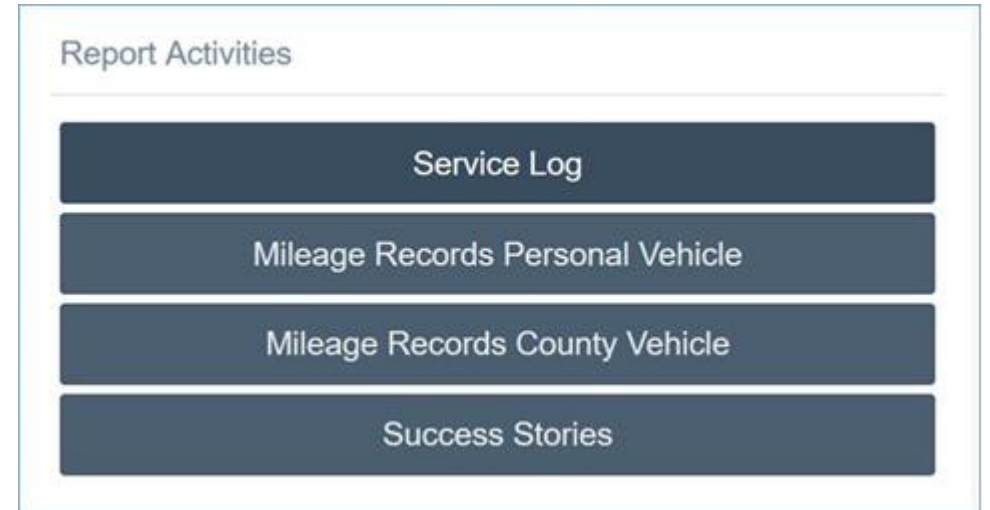 Report Activities
Service Log
Mileage Records Personal Vehicle
Mileage Records County Vehicle
Success Stories